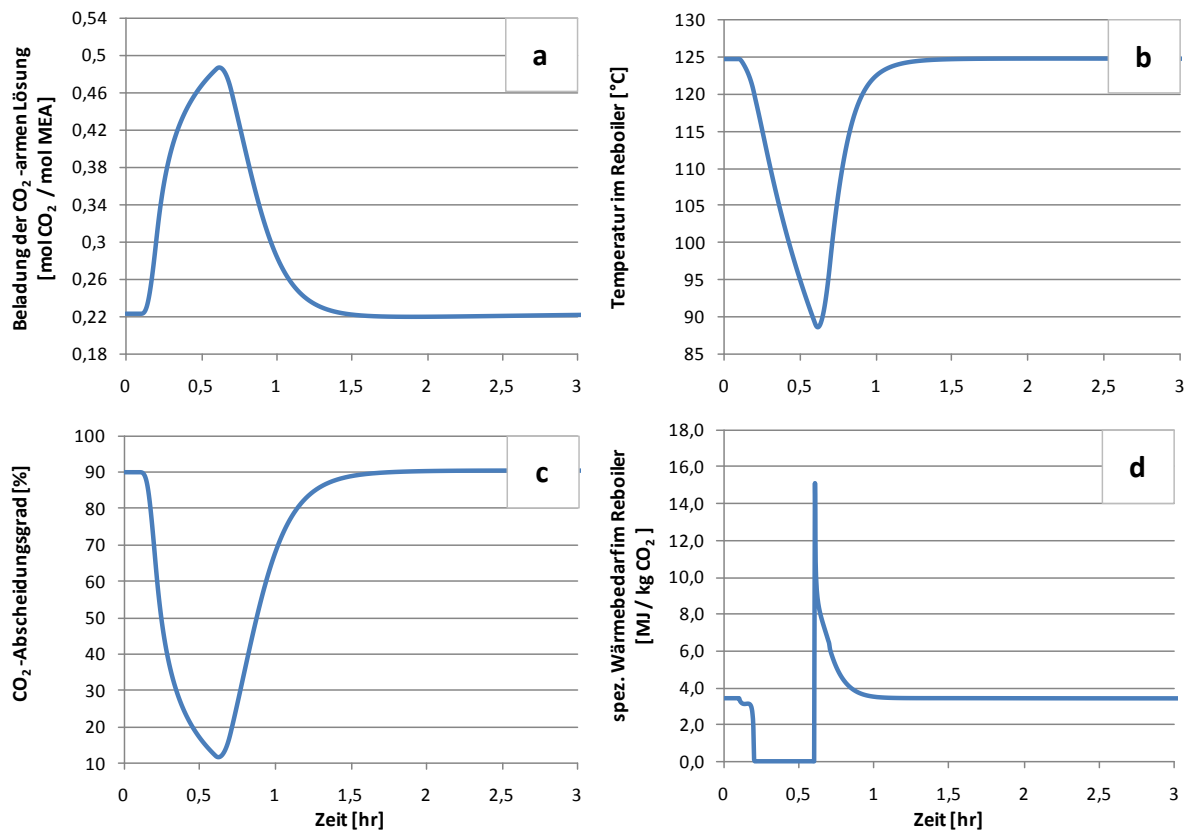 a
Beladung der CO2 -armen Lösung
[mol CO2 / mol MEA]
0,54
0,5
0,46
0,42
0,38
0,34
0,3
0,26
0,22
0,18
0 0,5 1 1,5 2 2,5 3
b
Temperatur im Reboiler [°C]
130
125
120
115
110
105
100
95
90
85
0 0,5 1 1,5 2 2,5 3
c
CO2 -Abscheidungsgrad [%]
100
90
80
70
60
50
40
30
20
10
0 0,5 1 1,5 2 2,5 3
Zeit [hr]
d
spez. Wärmebedarf im Reboiler
[MJ / kg CO2 ]
18,0
16,0
14,0
12,0
10,0
8,0
6,0
4,0
2,0
0,0
0 0,5 1 1,5 2 2,5 3
Zeit [hr]